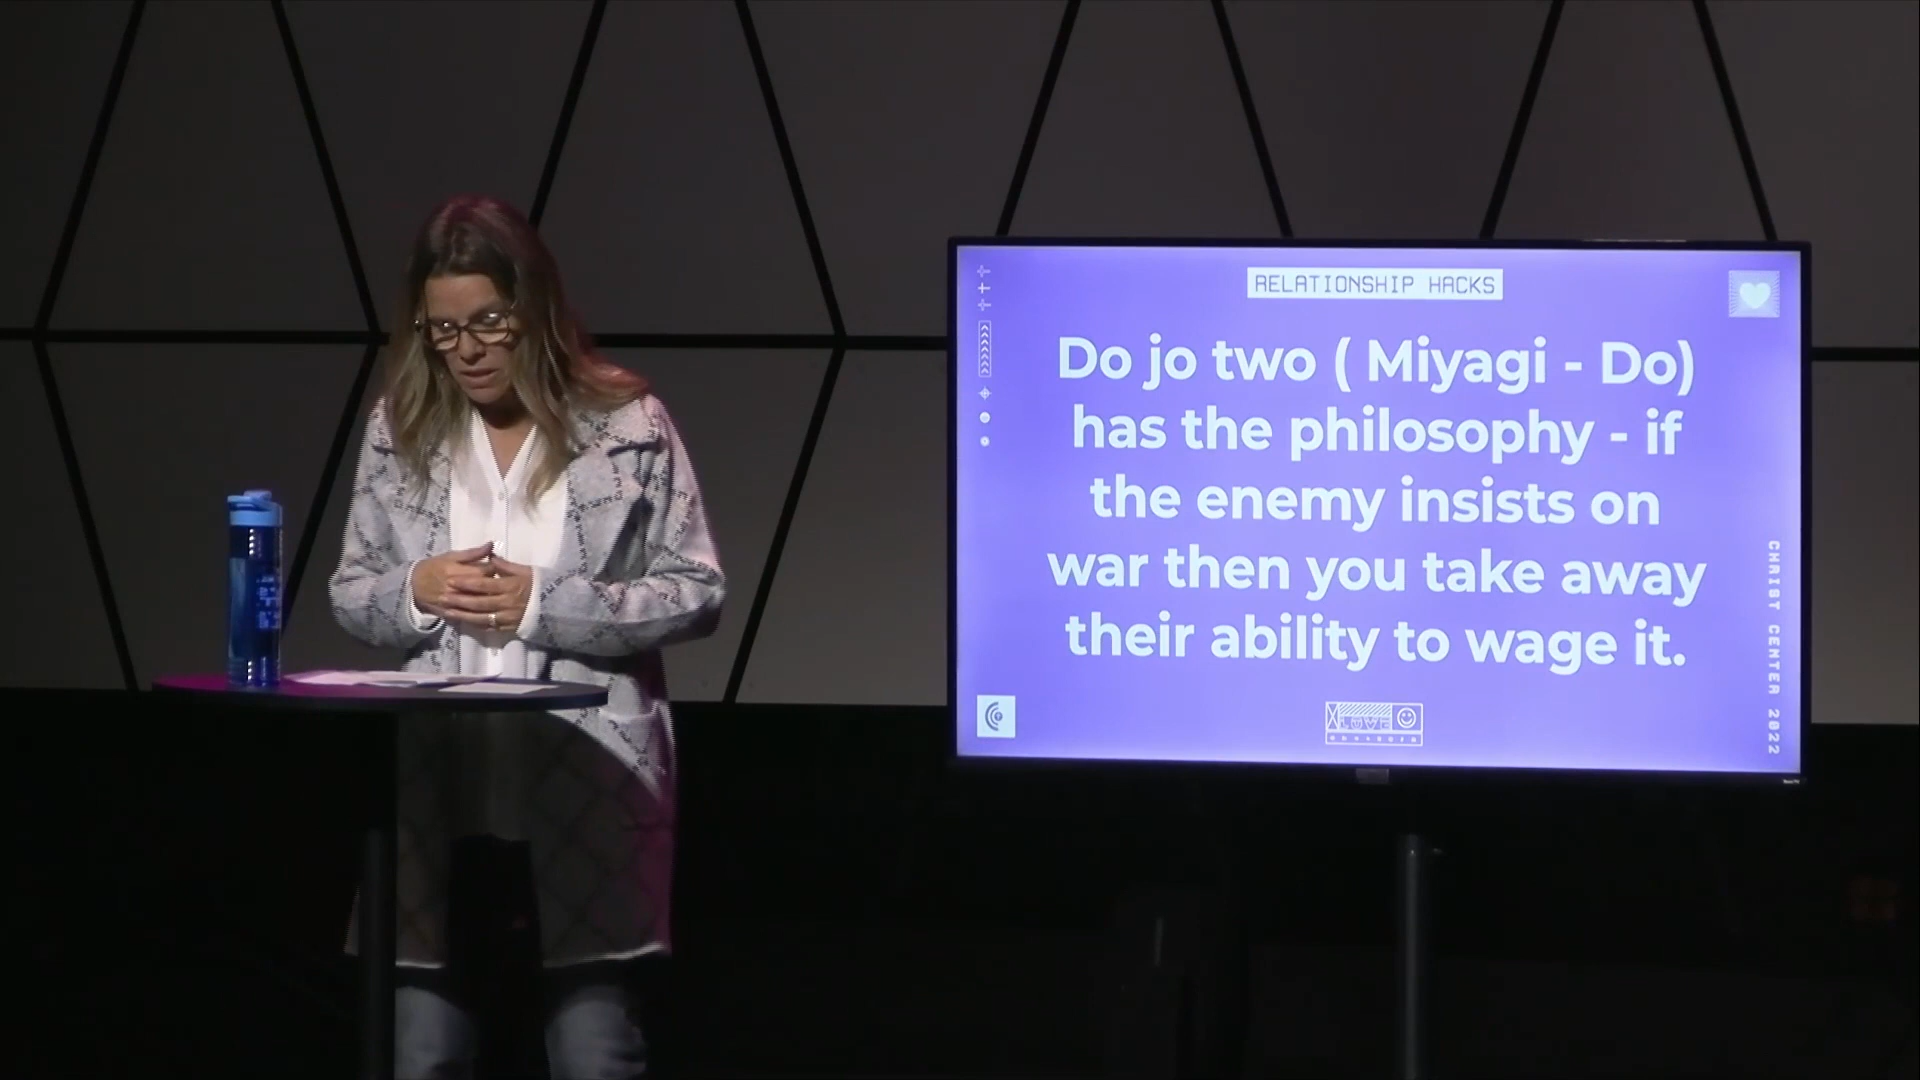 RELATIONSHIP HACKS
Do jo two ( Miyagi - Do)
has the philosophy - if
the enemy insists on
war then you take away
their ability to wage it.
CHRIST CENTER 2022
LOVE